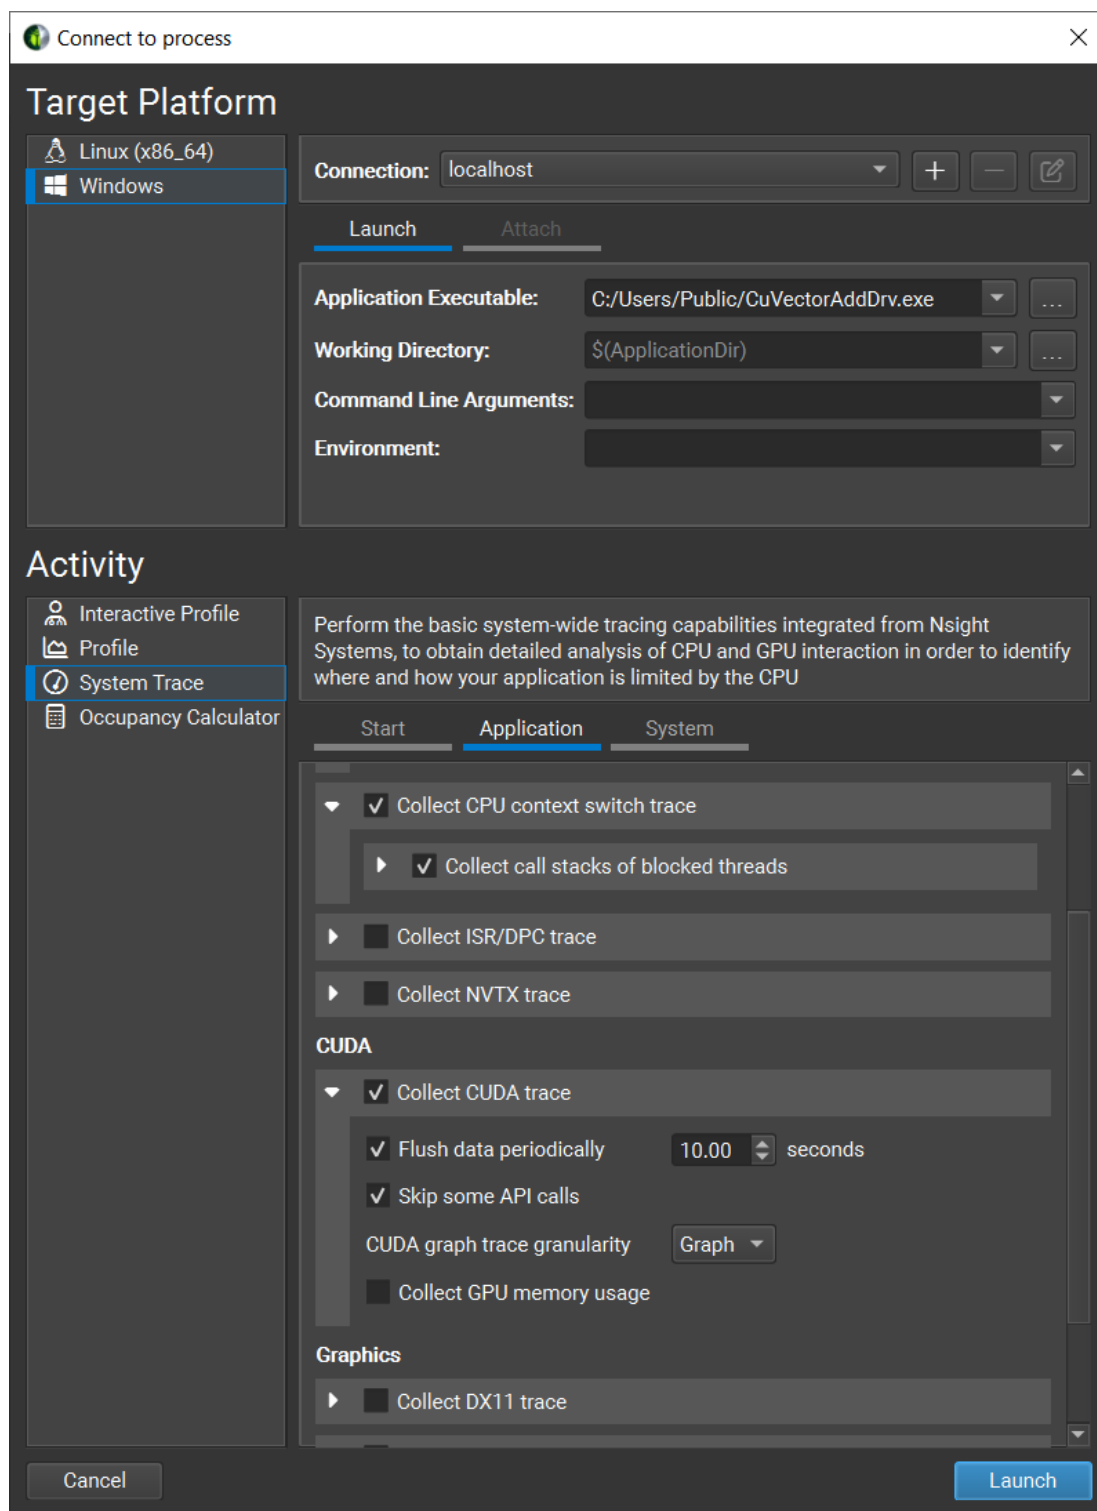 Connect to process
Target Platform
Linux (x86_64)
Windows
Connection: localhost
Launch Attach
Application Executable: C:/Users/Public/CuVectorAddDrv.exe ...
Working Directory: $(ApplicationDir) ...
Command Line Arguments:
Environment:
Activity
Interactive Profile
Profile
System Trace
Occupancy Calculator
Perform the basic system-wide tracing capabilities integrated from Nsight
Systems, to obtain detailed analysis of CPU and GPU interaction in order to identify
where and how your application is limited by the CPU
Start Application System
Collect CPU context switch trace
Collect call stacks of blocked threads
Collect ISR/DPC trace
Collect NVTX trace
CUDA
Collect CUDA trace
Flush data periodically 10.00 seconds
Skip some API calls
CUDA graph trace granularity Graph
Collect GPU memory usage
Graphics
Collect DX11 trace
Cancel Launch